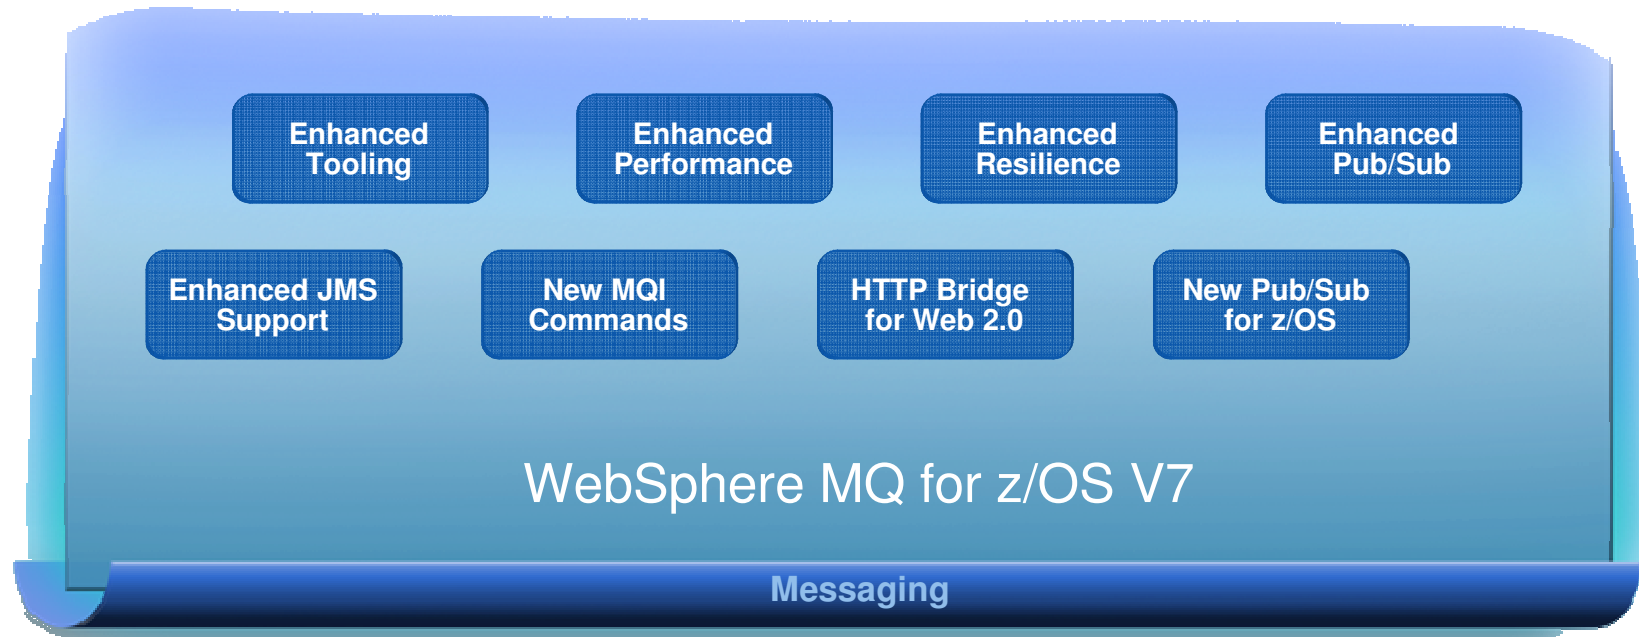 Enhanced
Tooling
Enhanced
Performance
Enhanced
Resilience
Enhanced
Pub/Sub
Enhanced JMS
Support
New MQI
Commands
HTTP Bridge
for Web 2.0
New Pub/Sub
for z/OS
WebSphere MQ for z/OS V7
Messaging